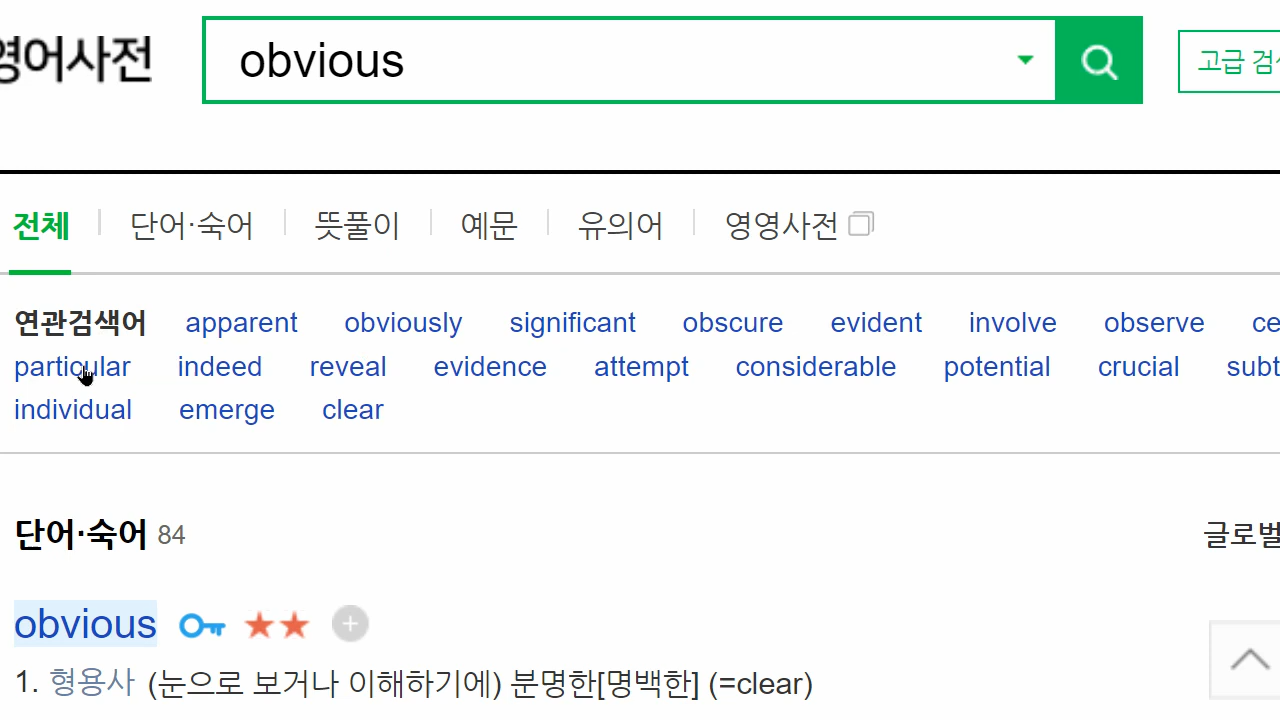 영어사전 obvious 고급 검색
전체 단어·숙어 뜻풀이 예문 유의어 영영사전
연관검색어 apparent obviously significant obscure evident involve observe
particular indeed reveal evidence attempt considerable potential crucial
individual emerge clear
단어·숙어 84 글로벌
obvious
1. 형용사 (눈으로 보거나 이해하기에) 분명한[명백한] (=clear)